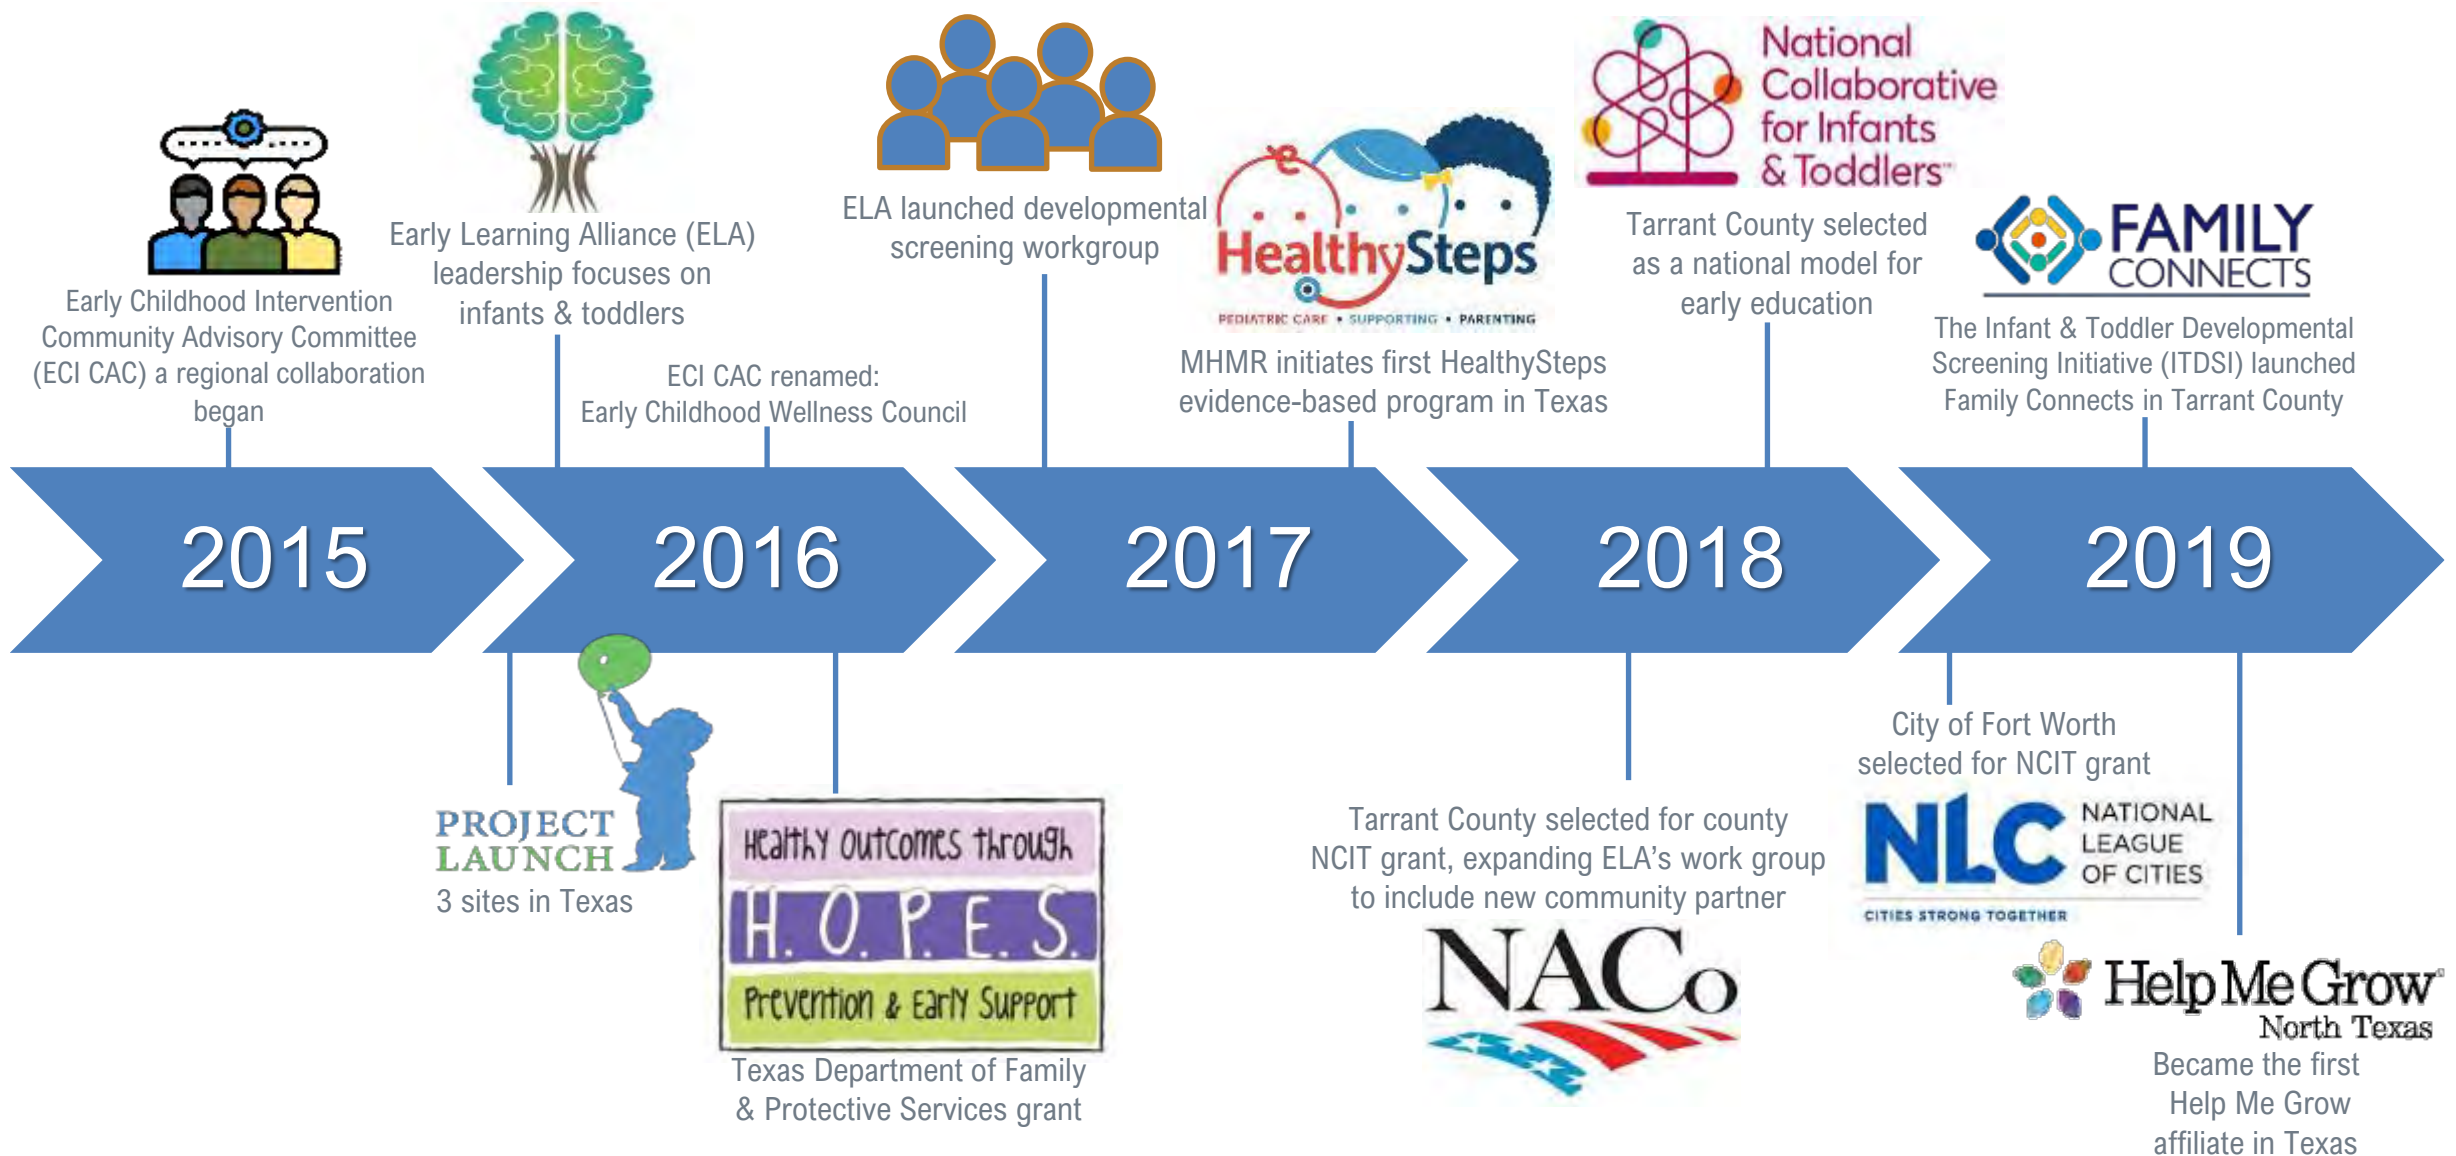 Early Childhood Intervention
Community Advisory Committee
(ECI CAC) a regional collaboration
began
Early Learning Alliance (ELA)
leadership focuses on
infants & toddlers
ECI CAC renamed:
Early Childhood Wellness Council
ELA launched developmental
screening workgroup
HealthySteps
PEDIATRIC CARE • SUPPORTING • PARENTING
MHMR initiates first HealthySteps
evidence-based program in Texas
National
Collaborative
for Infants
& Toddlers™
Tarrant County selected
as a national model for
early education
FAMILY
CONNECTS
The Infant & Toddler Developmental
Screening Initiative (ITDSI) launched
Family Connects in Tarrant County
2015
2016
2017
2018
2019
PROJECT
LAUNCH
3 sites in Texas
Healthy Outcomes Through
H. O. P. E. S.
Prevention & Early Support
Texas Department of Family
& Protective Services grant
Tarrant County selected for county
NCIT grant, expanding ELA’s work group
to include new community partner
NACo
City of Fort Worth
selected for NCIT grant
NLC NATIONAL
LEAGUE
OF CITIES
CITIES STRONG TOGETHER
Help Me Grow®
North Texas
Became the first
Help Me Grow
affiliate in Texas